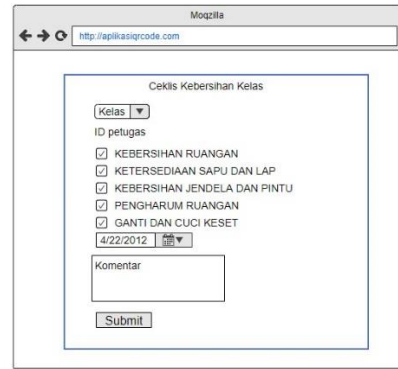 Moqzilla
http://aplikasiqrcode.com
Ceklis Kebersihan Kelas
Kelas
ID petugas
KEBERSIHAN RUANGAN
KETERSEDIAAN SAPU DAN LAP
KEBERSIHAN JENDELA DAN PINTU
PENGHARUM RUANGAN
GANTI DAN CUCI KESET
4/22/2012
Komentar
Submit